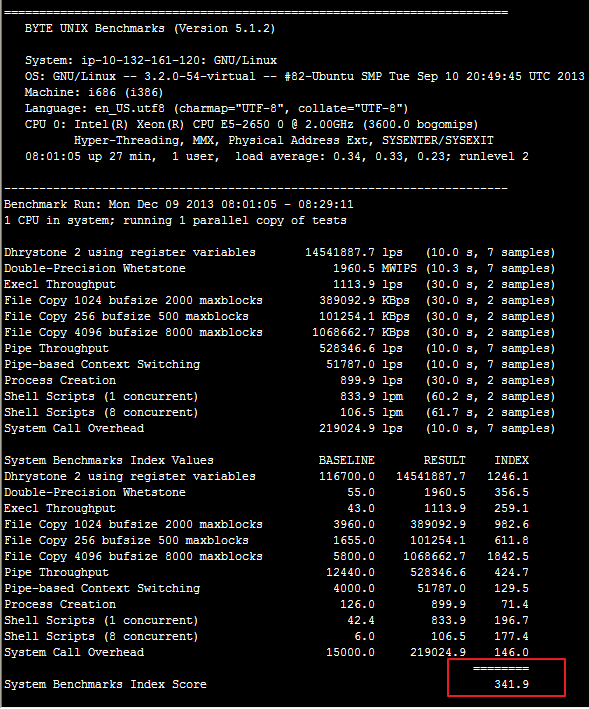 ========================================================================
   BYTE UNIX Benchmarks (Version 5.1.2)

   System: ip-10-132-161-120: GNU/Linux
   OS: GNU/Linux -- 3.2.0-54-virtual -- #82-Ubuntu SMP Tue Sep 10 20:49:45 UTC 2013
   Machine: i686 (i386)
   Language: en_US.utf8 (charmap="UTF-8", collate="UTF-8")
   CPU 0: Intel(R) Xeon(R) CPU E5-2650 0 @ 2.00GHz (3600.0 bogomips)
          Hyper-Threading, MMX, Physical Address Ext, SYSENTER/SYSEXIT
   08:01:05 up 27 min,  1 user,  load average: 0.34, 0.33, 0.23; runlevel 2

------------------------------------------------------------------------
Benchmark Run: Mon Dec 09 2013 08:01:05 - 08:29:11
1 CPU in system; running 1 parallel copy of tests

Dhrystone 2 using register variables       14541887.7 lps   (10.0 s, 7 samples)
Double-Precision Whetstone                     1960.5 MWIPS (10.3 s, 7 samples)
Execl Throughput                               1113.9 lps   (30.0 s, 2 samples)
File Copy 1024 bufsize 2000 maxblocks        389092.9 KBps  (30.0 s, 2 samples)
File Copy 256 bufsize 500 maxblocks          101254.1 KBps  (30.0 s, 2 samples)
File Copy 4096 bufsize 8000 maxblocks       1068662.7 KBps  (30.0 s, 2 samples)
Pipe Throughput                              528346.6 lps   (10.0 s, 7 samples)
Pipe-based Context Switching                  51787.0 lps   (10.0 s, 7 samples)
Process Creation                                899.9 lps   (30.0 s, 2 samples)
Shell Scripts (1 concurrent)                    833.9 lpm   (60.2 s, 2 samples)
Shell Scripts (8 concurrent)                    106.5 lpm   (61.7 s, 2 samples)
System Call Overhead                         219024.9 lps   (10.0 s, 7 samples)

System Benchmarks Index Values               BASELINE       RESULT    INDEX
Dhrystone 2 using register variables         116700.0   14541887.7   1246.1
Double-Precision Whetstone                       55.0       1960.5    356.5
Execl Throughput                                 43.0       1113.9    259.1
File Copy 1024 bufsize 2000 maxblocks          3960.0     389092.9    982.6
File Copy 256 bufsize 500 maxblocks            1655.0     101254.1    611.8
File Copy 4096 bufsize 8000 maxblocks          5800.0    1068662.7   1842.5
Pipe Throughput                               12440.0     528346.6    424.7
Pipe-based Context Switching                   4000.0      51787.0    129.5
Process Creation                                126.0        899.9     71.4
Shell Scripts (1 concurrent)                     42.4        833.9    196.7
Shell Scripts (8 concurrent)                      6.0        106.5    177.4
System Call Overhead                          15000.0     219024.9    146.0
                                                                   ========
System Benchmarks Index Score                                         341.9